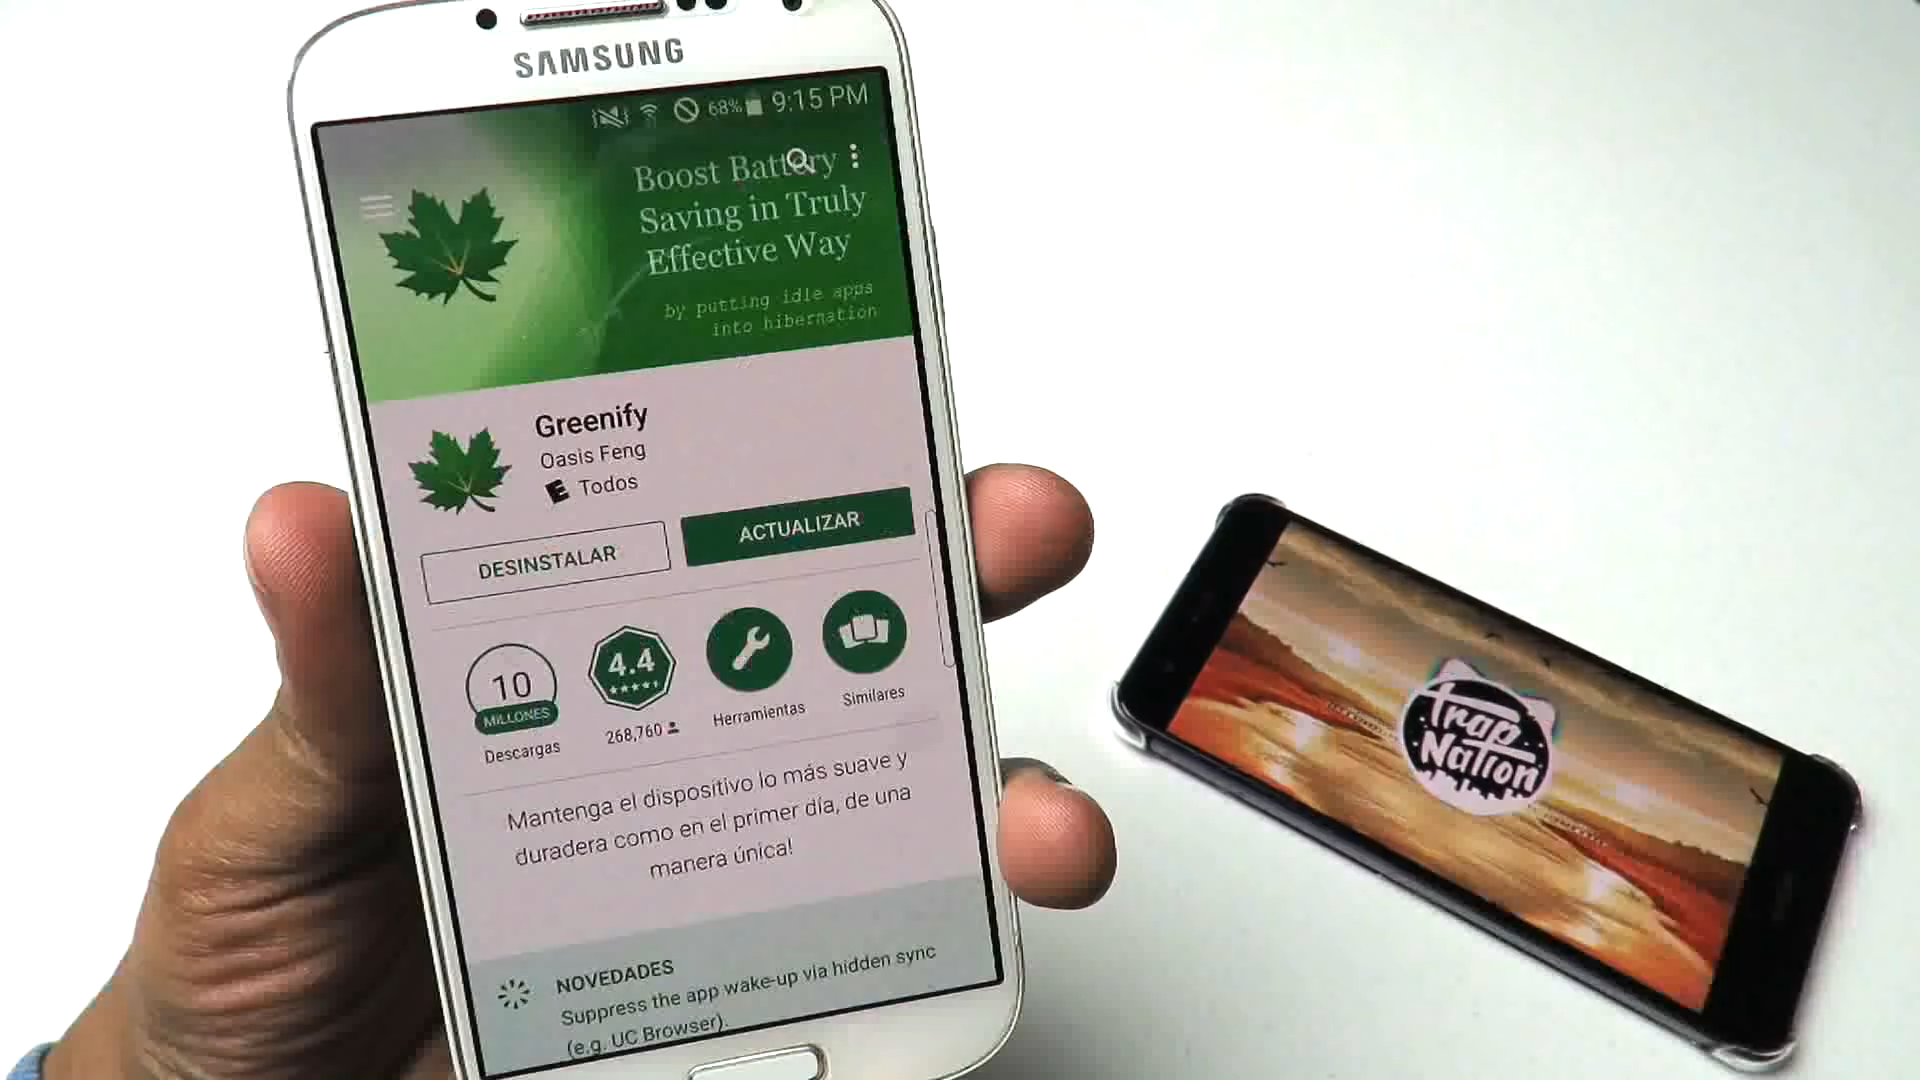 SAMSUNG
68% 9:15 PM
Boost Battery
Saving in Truly
Effective Way
by putting idle apps
into hibernation
Greenify
Oasis Feng
E Todos
DESINSTALAR
ACTUALIZAR
10
MILLONES
Descargas
4.4
268,760
Herramientas
Similares
Mantenga el dispositivo lo más suave y
duradera como en el primer día, de una
manera única!
NOVEDADES
Suppress the app wake-up via hidden sync
(e.g. UC Browser).
Trap
Nation